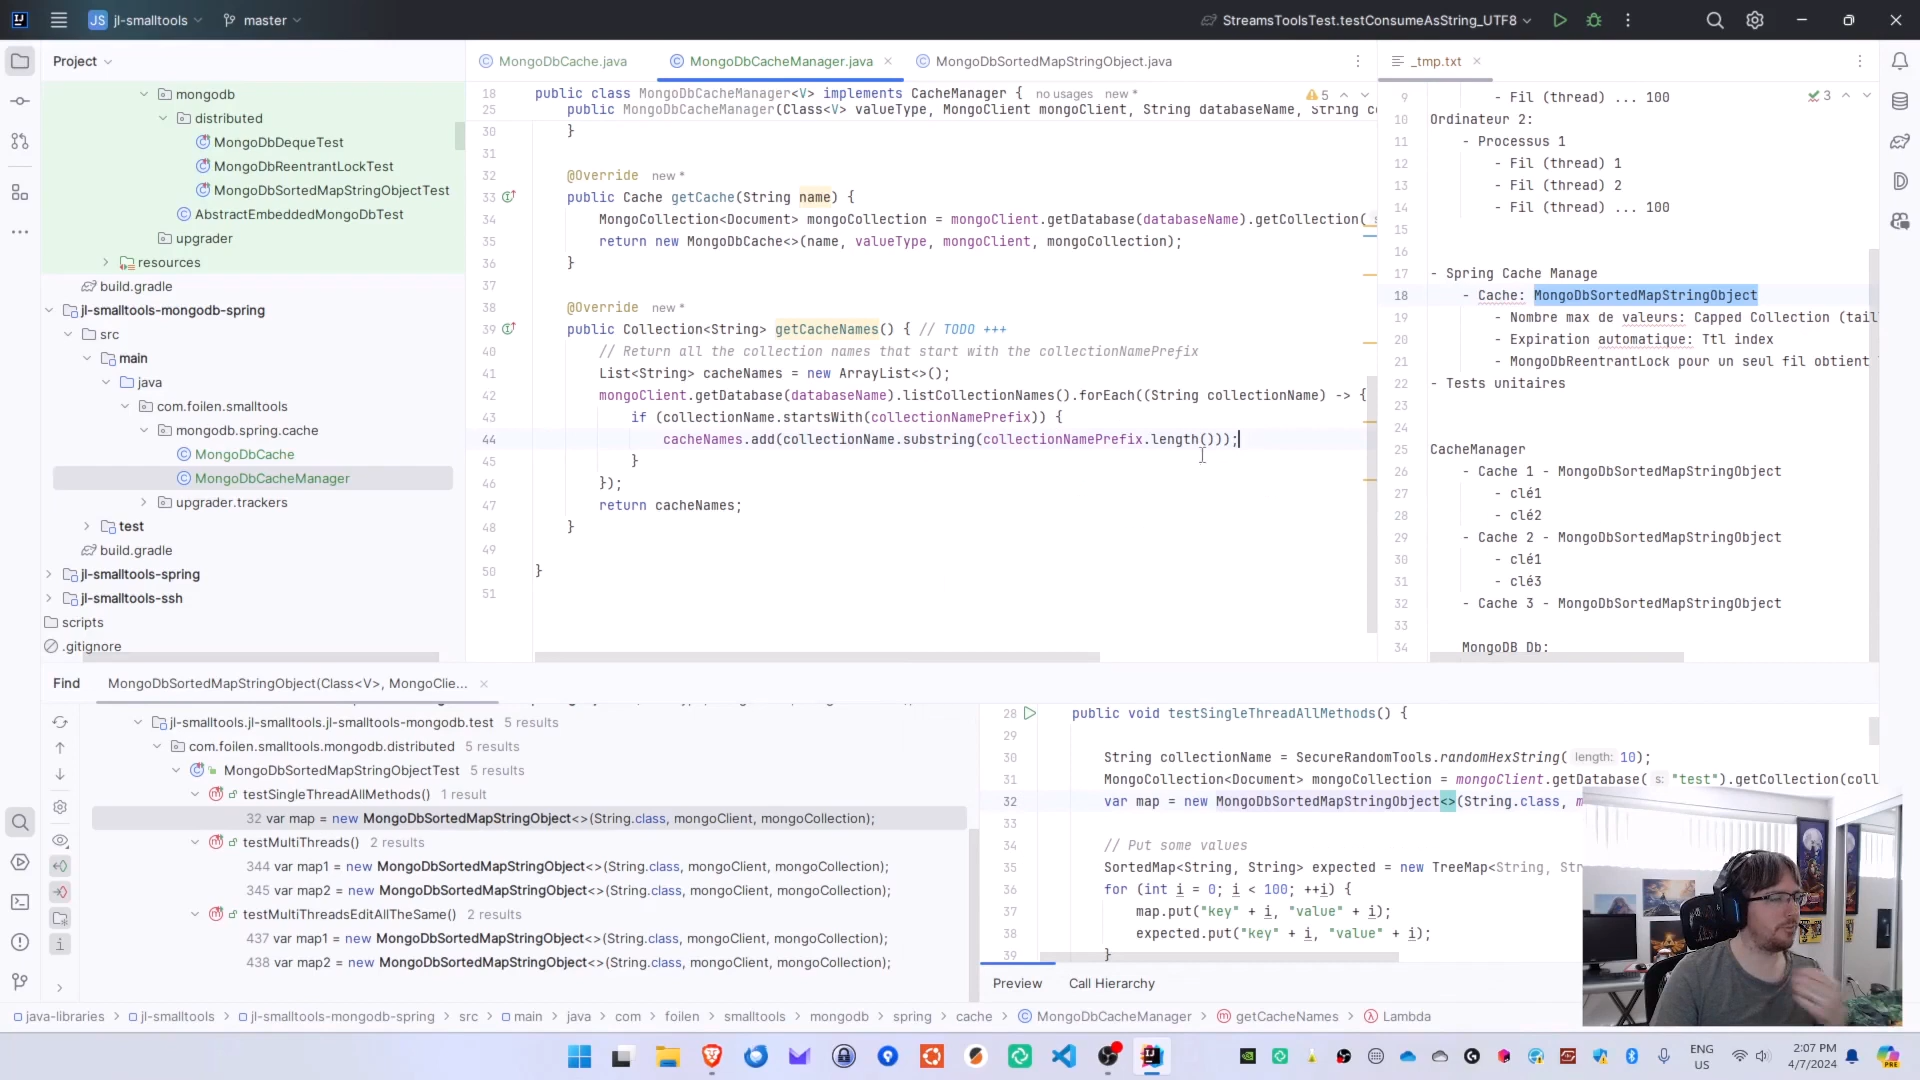 JS jl-smalltools
master
StreamsToolsTest.testConsumeAsString_UTF8
Project
MongoDbCache.java
MongoDbCacheManager.java
MongoDbSortedMapStringObject.java
_tmp.txt
mongodb
distributed
MongoDbDequeTest
MongoDbReentrantLockTest
MongoDbSortedMapStringObjectTest
AbstractEmbeddedMongoDbTest
upgrader
resources
build.gradle
jl-smalltools-mongodb-spring
src
main
java
com.foilen.smalltools
mongodb.spring.cache
MongoDbCache
MongoDbCacheManager
upgrader.trackers
test
build.gradle
jl-smalltools-spring
jl-smalltools-ssh
scripts
.gitignore
18 public class MongoDbCacheManager<V> implements CacheManager { no usages new *
5
25 public MongoDbCacheManager(Class<V> valueType, MongoClient mongoClient, String databaseName, String co
30 }
31
32 @Override new *
33 public Cache getCache(String name) {
34 MongoCollection<Document> mongoCollection = mongoClient.getDatabase(databaseName).getCollection(
35 return new MongoDbCache<>(name, valueType, mongoClient, mongoCollection);
36 }
37
38 @Override new *
39 public Collection<String> getCacheNames() { // TODO +++
40 // Return all the collection names that start with the collectionNamePrefix
41 List<String> cacheNames = new ArrayList<>();
42 mongoClient.getDatabase(databaseName).listCollectionNames().forEach((String collectionName) -> {
43 if (collectionName.startsWith(collectionNamePrefix)) {
44 cacheNames.add(collectionName.substring(collectionNamePrefix.length()));
45 }
46 });
47 return cacheNames;
48 }
49
50 }
51
9 - Fil (thread) ... 100
3
10 Ordinateur 2:
11 - Processus 1
12 - Fil (thread) 1
13 - Fil (thread) 2
14 - Fil (thread) ... 100
15
16
17 - Spring Cache Manage
18 - Cache: MongoDbSortedMapStringObject
19 - Nombre max de valeurs: Capped Collection (tail
20 - Expiration automatique: Ttl index
21 - MongoDbReentrantLock pour un seul fil obtient
22 - Tests unitaires
23
24
25 CacheManager
26 - Cache 1 - MongoDbSortedMapStringObject
27 - clé1
28 - clé2
29 - Cache 2 - MongoDbSortedMapStringObject
30 - clé1
31 - clé3
32 - Cache 3 - MongoDbSortedMapStringObject
33
34 MongoDB Db:
Find
MongoDbSortedMapStringObject(Class<V>, MongoClie...
jl-smalltools.jl-smalltools.jl-smalltools-mongodb.test 5 results
com.foilen.smalltools.mongodb.distributed 5 results
MongoDbSortedMapStringObjectTest 5 results
testSingleThreadAllMethods() 1 result
32 var map = new MongoDbSortedMapStringObject<>(String.class, mongoClient, mongoCollection);
testMultiThreads() 2 results
344 var map1 = new MongoDbSortedMapStringObject<>(String.class, mongoClient, mongoCollection);
345 var map2 = new MongoDbSortedMapStringObject<>(String.class, mongoClient, mongoCollection);
testMultiThreadsEditAllTheSame() 2 results
437 var map1 = new MongoDbSortedMapStringObject<>(String.class, mongoClient, mongoCollection);
438 var map2 = new MongoDbSortedMapStringObject<>(String.class, mongoClient, mongoCollection);
28 public void testSingleThreadAllMethods() {
29
30 String collectionName = SecureRandomTools.randomHexString( length: 10);
31 MongoCollection<Document> mongoCollection = mongoClient.getDatabase( s: "test").getCollection(coll
32 var map = new MongoDbSortedMapStringObject<>(String.class, m
33
34 // Put some values
35 SortedMap<String, String> expected = new TreeMap<String, Str
36 for (int i = 0; i < 100; ++i) {
37 map.put("key" + i, "value" + i);
38 expected.put("key" + i, "value" + i);
39 }
Preview
Call Hierarchy
java-libraries > jl-smalltools > jl-smalltools-mongodb-spring > src > main > java > com > foilen > smalltools > mongodb > spring > cache > MongoDbCacheManager > getCacheNames > Lambda
ENG
US
2:07 PM
4/7/2024